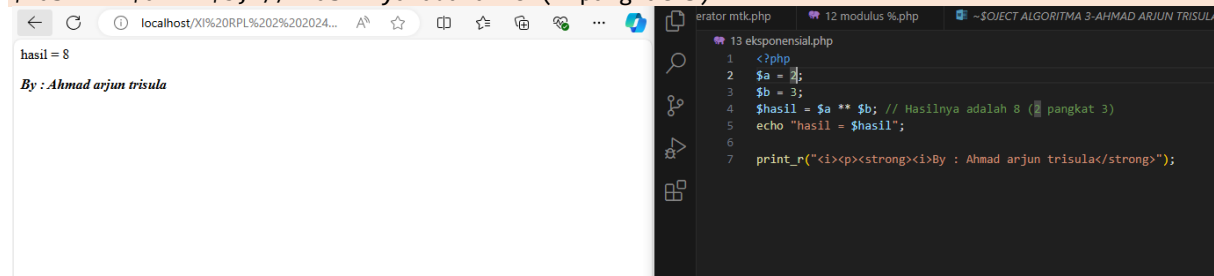 localhost/XI%20RPL%202%202024...
hasil = 8
By : Ahmad arjun trisula
erator mtk.php
12 modulus %.php
~$OJECT ALGORITMA 3-AHMAD ARJUN TRISULA
13 eksponensial.php
1 <?php
2 $a = 2;
3 $b = 3;
4 $hasil = $a ** $b; // Hasilnya adalah 8 (2 pangkat 3)
5 echo "hasil = $hasil";
6
7 print_r("<i><p><strong><i>By : Ahmad arjun trisula</strong>");